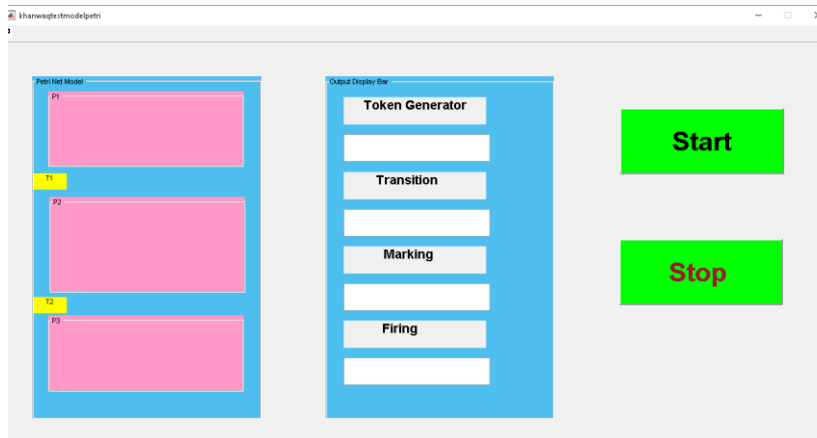 khanwaqtestmodelpetri
Petri Net Model
P1
T1
P2
T2
P3
Output Display Bar
Token Generator
Transition
Marking
Firing
Start
Stop